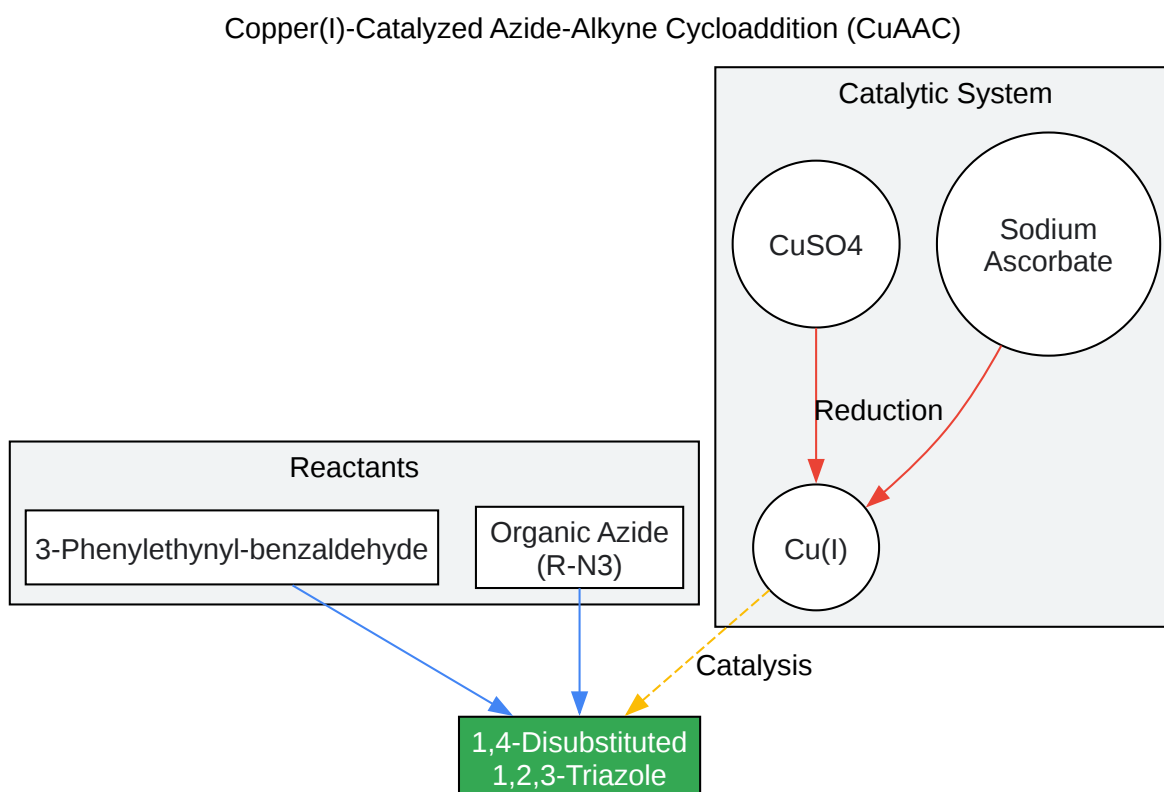 Copper(I)-Catalyzed Azide-Alkyne Cycloaddition (CuAAC)
Catalytic System
CuSO4
Sodium
Ascorbate
Reduction
Reactants
3-Phenylethynyl-benzaldehyde
Organic Azide
(R-N3)
Cu(I)
Catalysis
1,4-Disubstituted
1,2,3-Triazole